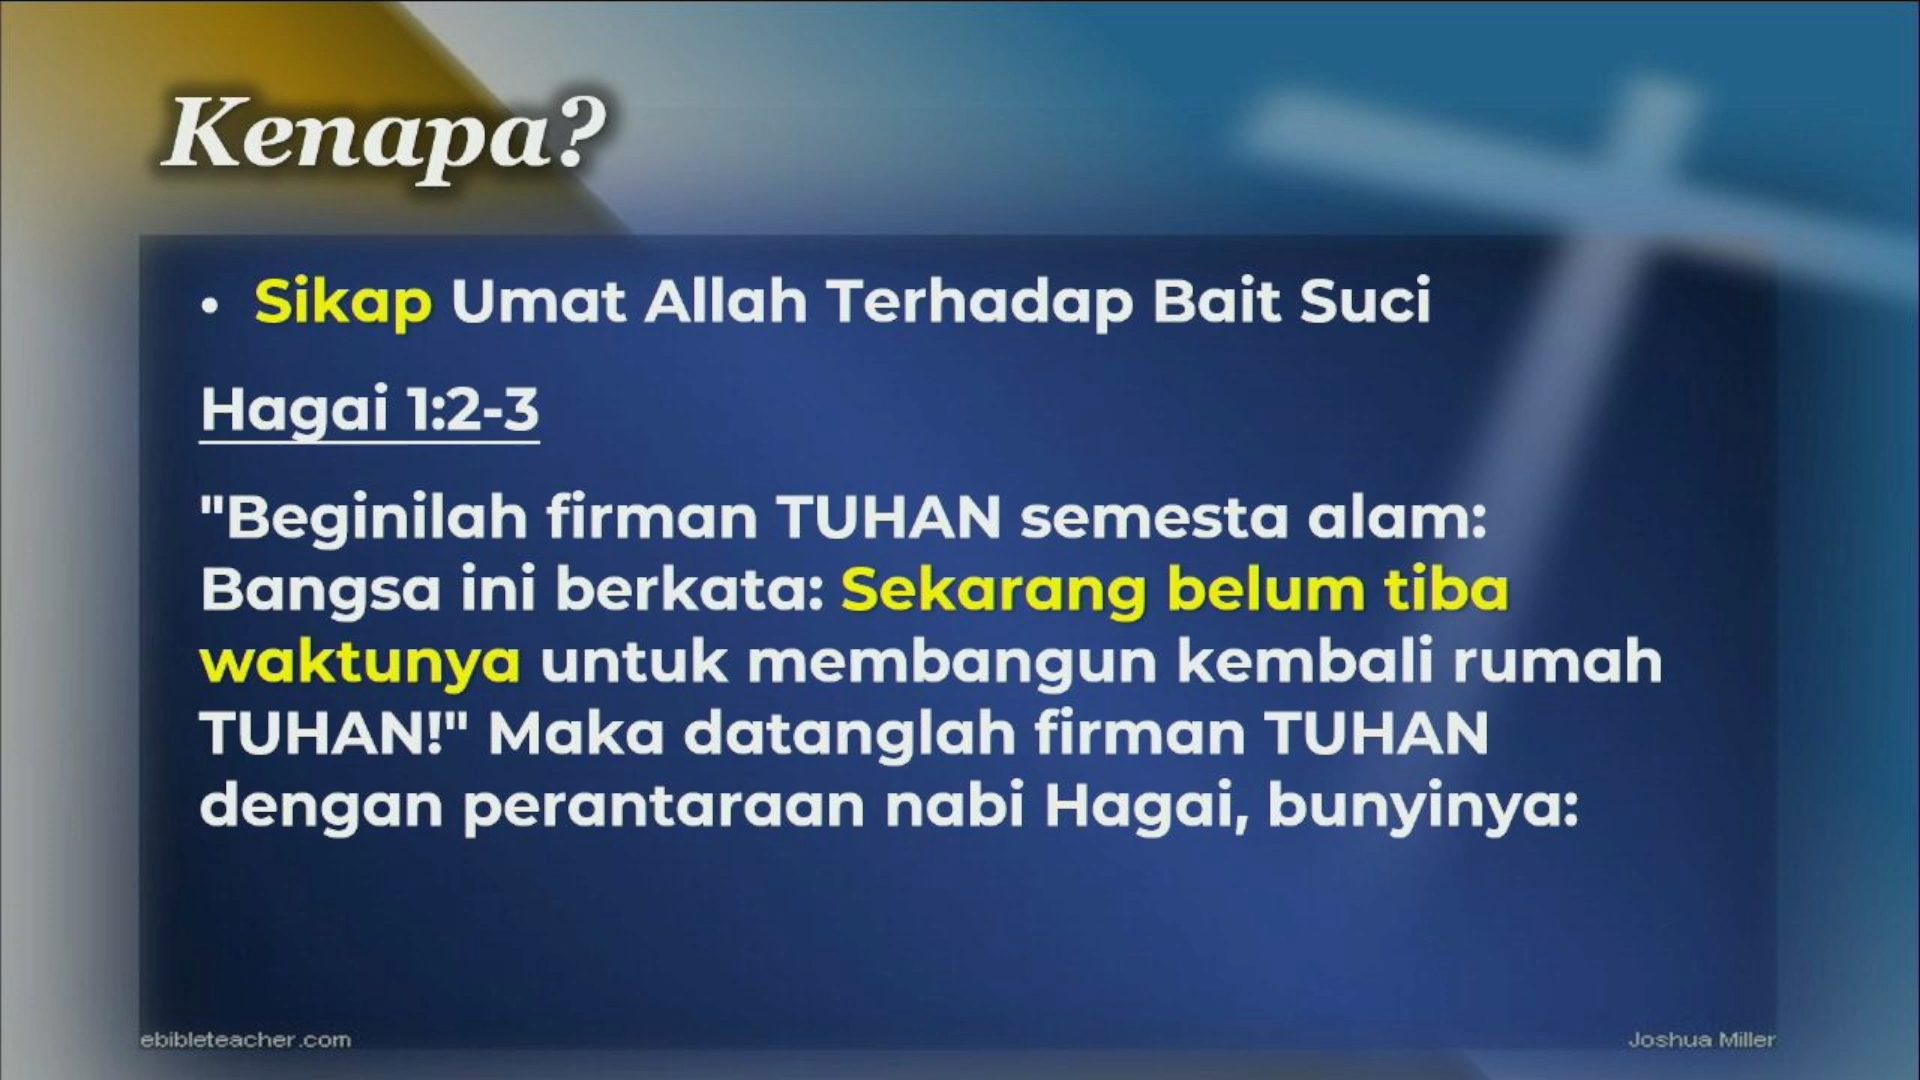 Kenapa?
• Sikap Umat Allah Terhadap Bait Suci
Hagai 1:2-3
"Beginilah firman TUHAN semesta alam:
Bangsa ini berkata: Sekarang belum tiba
waktunya untuk membangun kembali rumah
TUHAN!" Maka datanglah firman TUHAN
dengan perantaraan nabi Hagai, bunyinya:
ebibleteacher.com
Joshua Miller